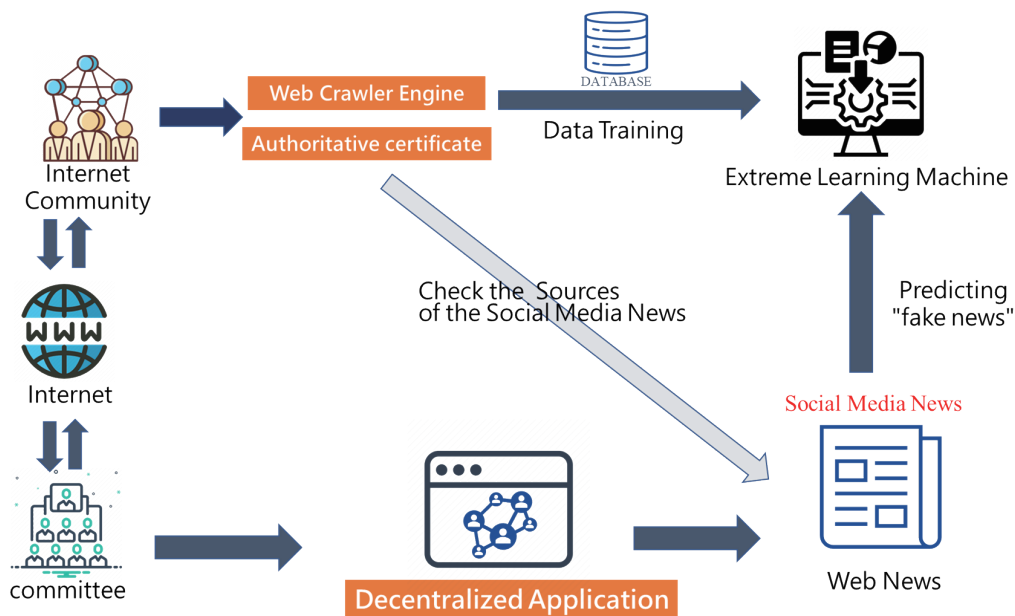 DATABASE
Web Crawler Engine
Authoritative certificate
Data Training
Internet
Community
Extreme Learning Machine
Check the Sources
of the Social Media News
Predicting
"fake news"
WWW
Internet
Social Media News
committee
Decentralized Application
Web News